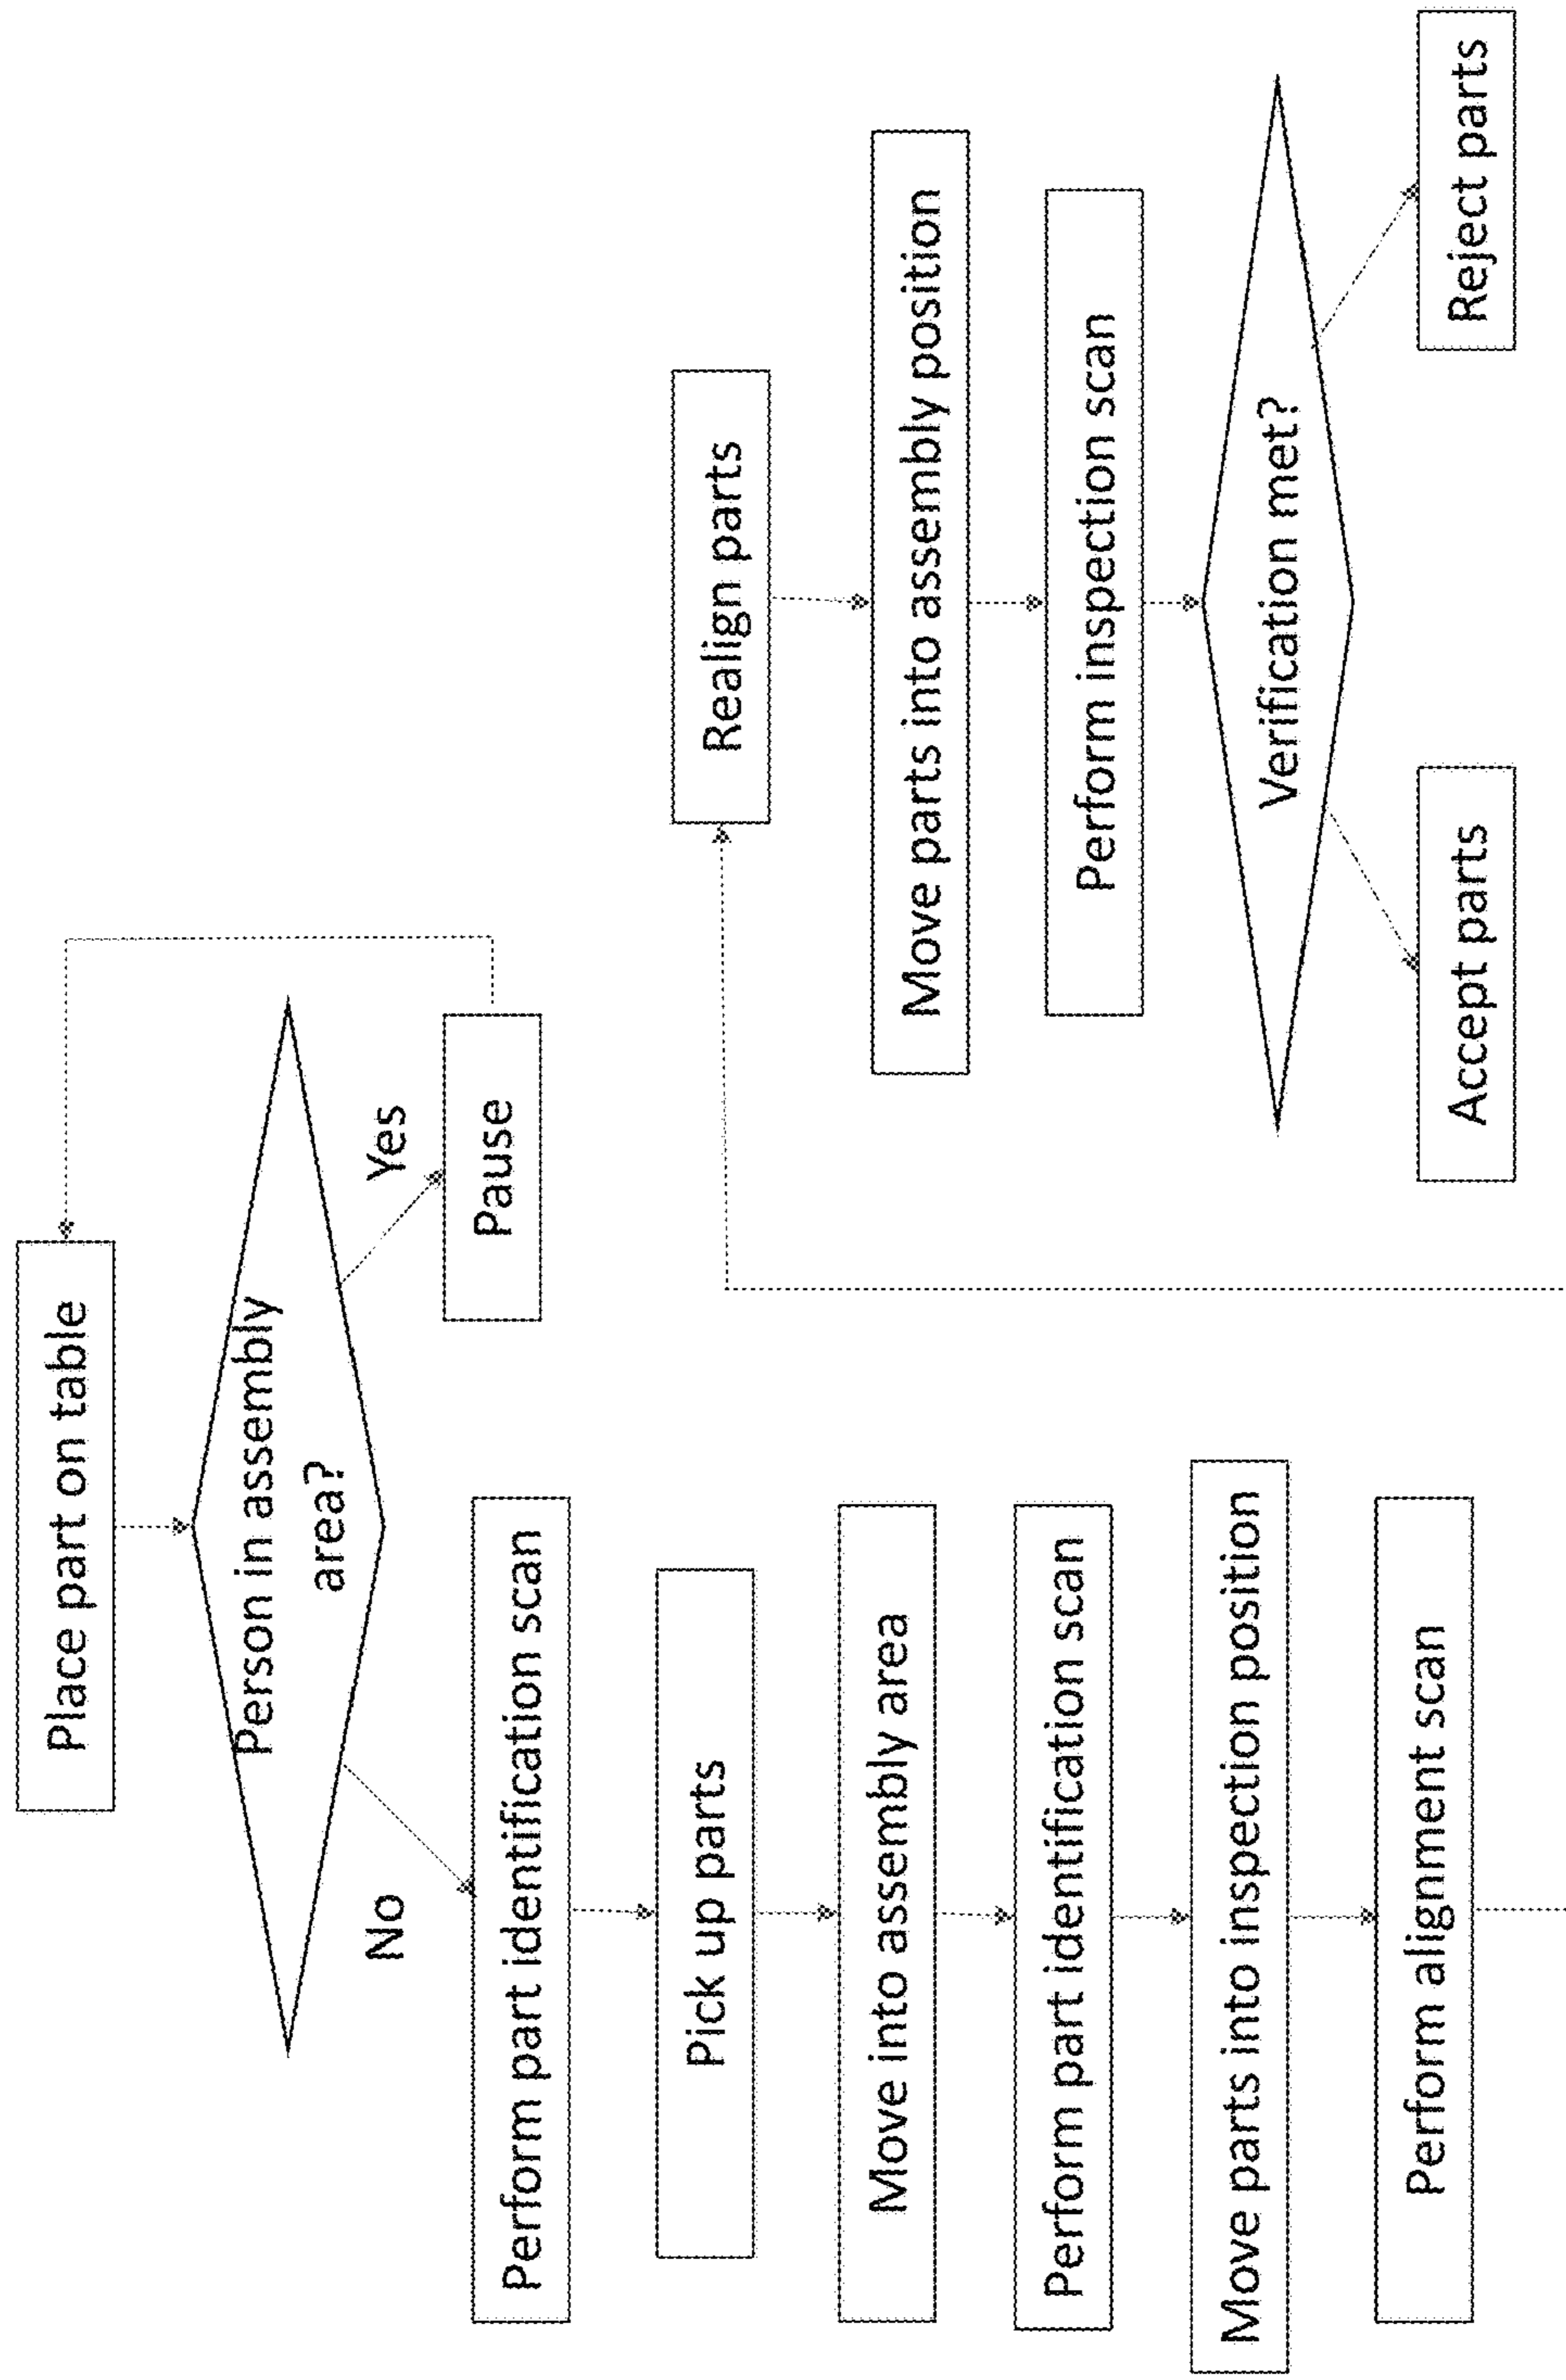 Place part on table
Person in assembly
area?
No
Yes
Perform part identification scan
Pause
Pick up parts
Move into assembly area
Perform part identification scan
Move parts into inspection position
Perform alignment scan
Realign parts
Move parts into assembly position
Perform inspection scan
Verification met?
Accept parts
Reject parts